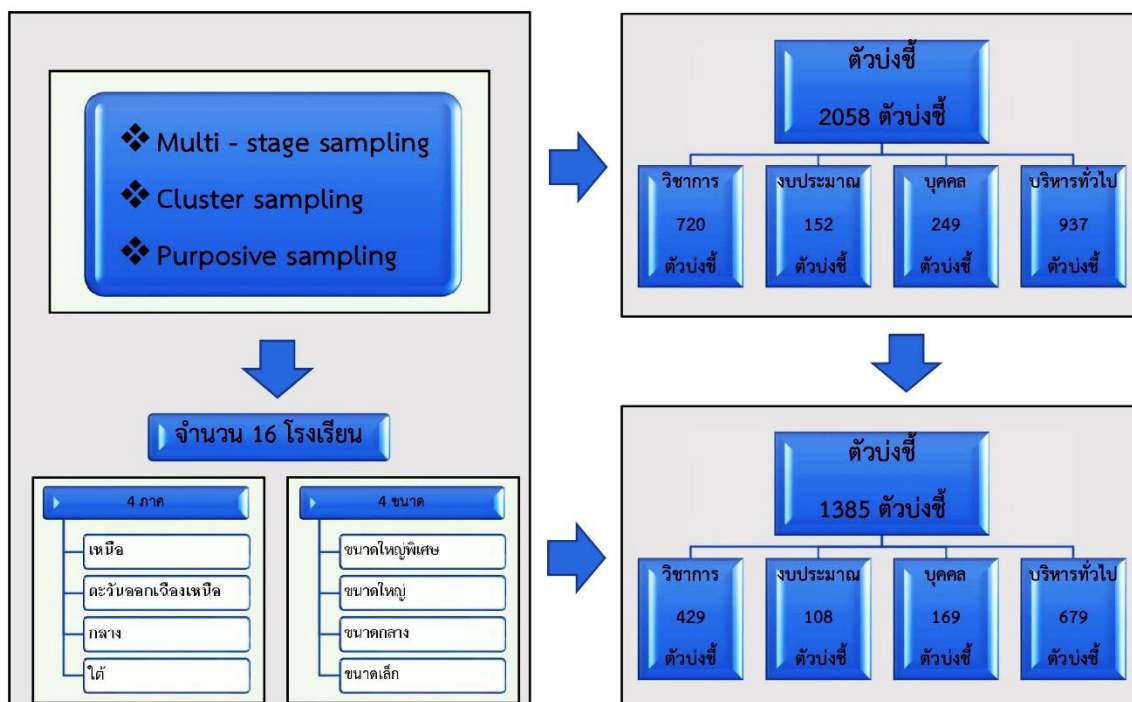 ❖ Multi - stage sampling
❖ Cluster sampling
❖ Purposive sampling
จำนวน 16 โรงเรียน
4 ภาค
เหนือ
ตะวันออกเฉียงเหนือ
กลาง
ใต้
4 ขนาด
ขนาดใหญ่พิเศษ
ขนาดใหญ่
ขนาดกลาง
ขนาดเล็ก
ตัวบ่งชี้
2058 ตัวบ่งชี้
วิชาการ
720
ตัวบ่งชี้
งบประมาณ
152
ตัวบ่งชี้
บุคคล
249
ตัวบ่งชี้
บริหารทั่วไป
937
ตัวบ่งชี้
ตัวบ่งชี้
1385 ตัวบ่งชี้
วิชาการ
429
ตัวบ่งชี้
งบประมาณ
108
ตัวบ่งชี้
บุคคล
169
ตัวบ่งชี้
บริหารทั่วไป
679
ตัวบ่งชี้